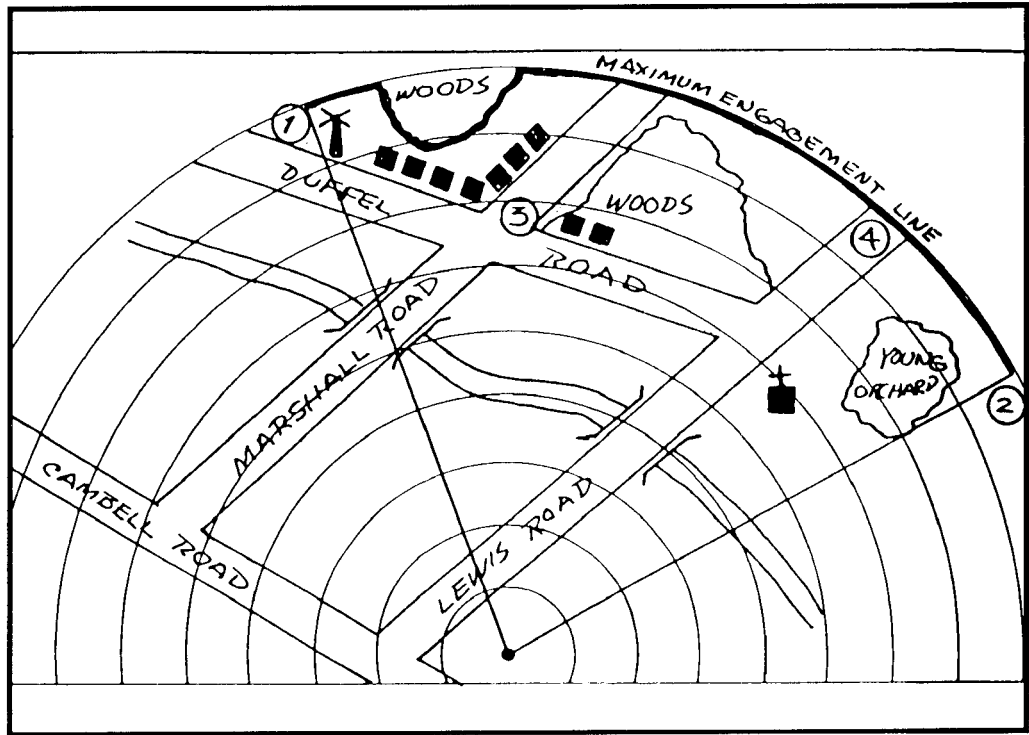 WOODS
MAXIMUM ENGAGEMENT LINE
1
DUFFEL
ROAD
3
WOODS
4
MARSHALL ROAD
YOUNG
ORCHARD
2
CAMBELL ROAD
LEWIS ROAD